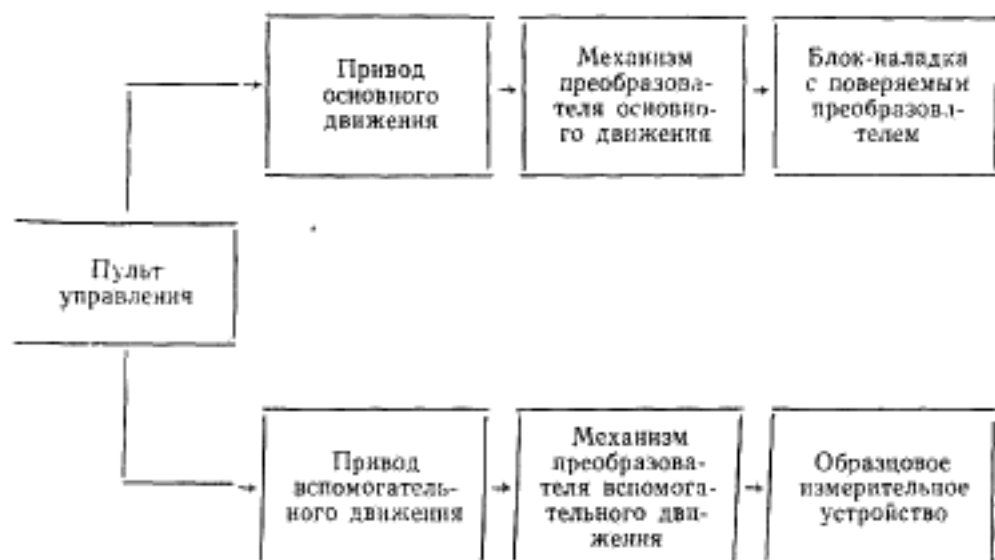 Привод
основного
движения
Механизм
преобразова-
теля основно-
го движения
Блок-наладка
с поверяемым
преобразова-
телем
Пульт
управления
Привод
вспомогатель-
ного движения
Механизм
преобразова-
теля вспомога-
тельного дви-
жения
Образцовое
измерительное
устройство